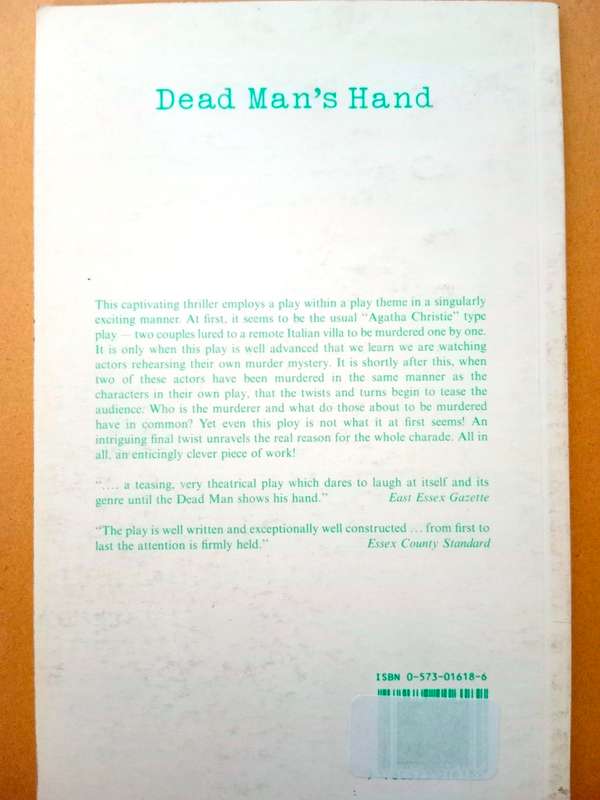 Dead Man's Hand
This captivating thriller employs a play within a play theme in a singularly
exciting manner. At first, it seems to be the usual "Agatha Christie" type
play — two couples lured to a remote Italian villa to be murdered one by one.
It is only when this play is well advanced that we learn we are watching
actors rehearsing their own murder mystery. It is shortly after this, when
two of these actors have been murdered in the same manner as the
characters in their own play, that the twists and turns begin to tease the
audience: Who is the murderer and what do those about to be murdered
have in common? Yet even this ploy is not what it at first seems! An
intriguing final twist unravels the real reason for the whole charade. All in
all, an enticingly clever piece of work!
".... a teasing, very theatrical play which dares to laugh at itself and its
genre until the Dead Man shows his hand." East Essex Gazette
"The play is well written and exceptionally well constructed ... from first to
last the attention is firmly held." Essex County Standard
ISBN 0-573-01618-6